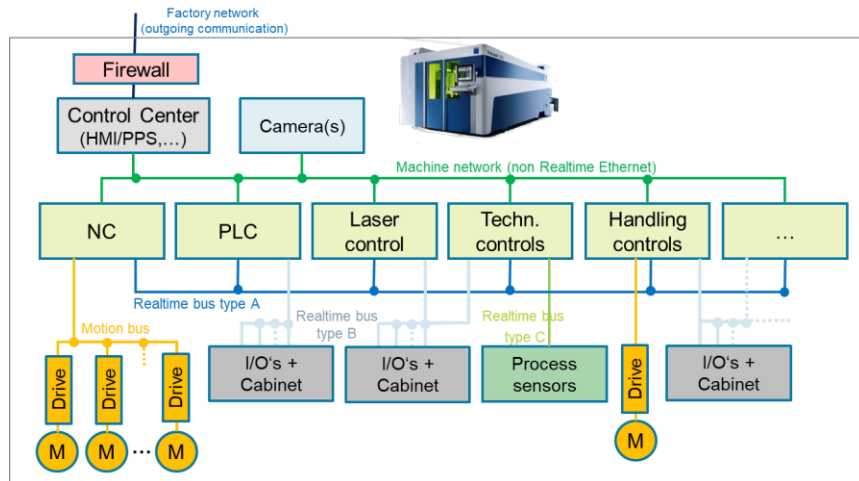 Factory network
(outgoing communication)
Firewall
Control Center
(HMI/PPS,...)
Camera(s)
Machine network (non Realtime Ethernet)
NC
PLC
Laser
control
Techn.
controls
Handling
controls
...
Realtime bus type A
Motion bus
Realtime bus
type B
Realtime bus
type C
I/O's +
Cabinet
I/O's +
Cabinet
Process
sensors
I/O's +
Cabinet
Drive
Drive
Drive
Drive
M
M
...
M
M